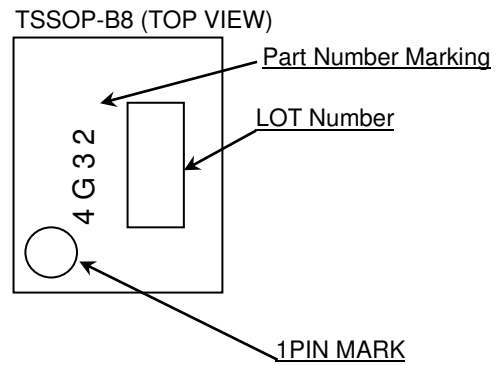 TSSOP-B8 (TOP VIEW)
Part Number Marking
LOT Number
4G32
1PIN MARK